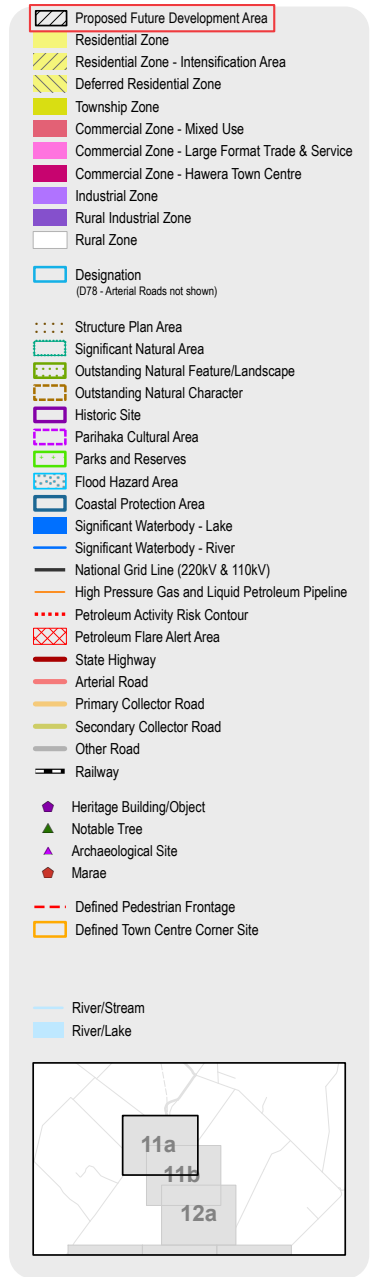 Proposed Future Development Area
Residential Zone
Residential Zone - Intensification Area
Deferred Residential Zone
Township Zone
Commercial Zone - Mixed Use
Commercial Zone - Large Format Trade & Service
Commercial Zone - Hawera Town Centre
Industrial Zone
Rural Industrial Zone
Rural Zone
Designation
(D78 - Arterial Roads not shown)
Structure Plan Area
Significant Natural Area
Outstanding Natural Feature/Landscape
Outstanding Natural Character
Historic Site
Parihaka Cultural Area
Parks and Reserves
Flood Hazard Area
Coastal Protection Area
Significant Waterbody - Lake
Significant Waterbody - River
National Grid Line (220kV & 110kV)
High Pressure Gas and Liquid Petroleum Pipeline
Petroleum Activity Risk Contour
Petroleum Flare Alert Area
State Highway
Arterial Road
Primary Collector Road
Secondary Collector Road
Other Road
Railway
Heritage Building/Object
Notable Tree
Archaeological Site
Marae
Defined Pedestrian Frontage
Defined Town Centre Corner Site
River/Stream
River/Lake
11a
11b
12a